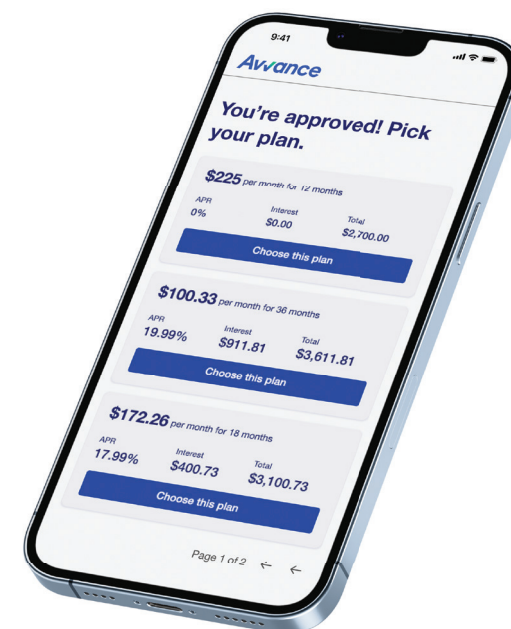 9:41
Avvance
You're approved! Pick
your plan.
$225 per month for 12 months
APR Interest Total
0% $0.00 $2,700.00
Choose this plan
$100.33 per month for 36 months
APR Interest Total
19.99% $911.81 $3,611.81
Choose this plan
$172.26 per month for 18 months
APR Interest Total
17.99% $400.73 $3,100.73
Choose this plan
Page 1 of 2 ← ←